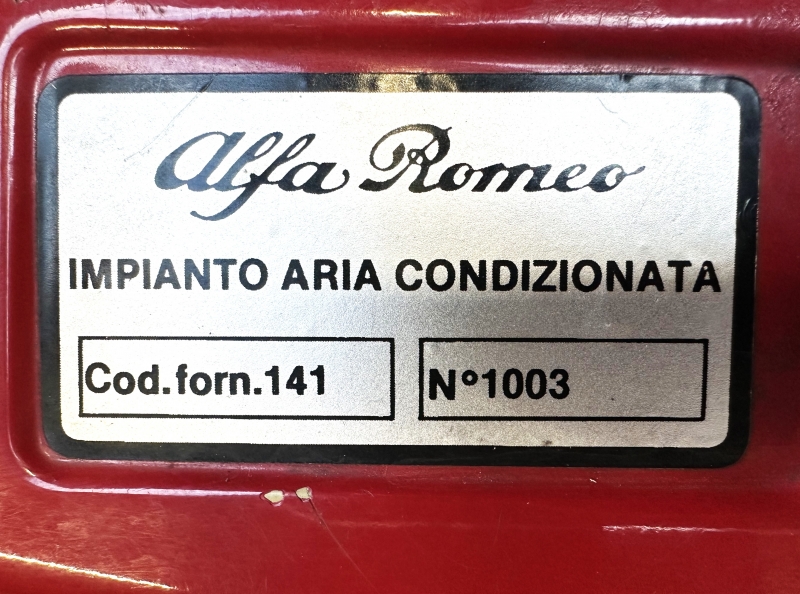 Alfa Romeo
IMPIANTO ARIA CONDIZIONATA
Cod.forn.141
N°1003